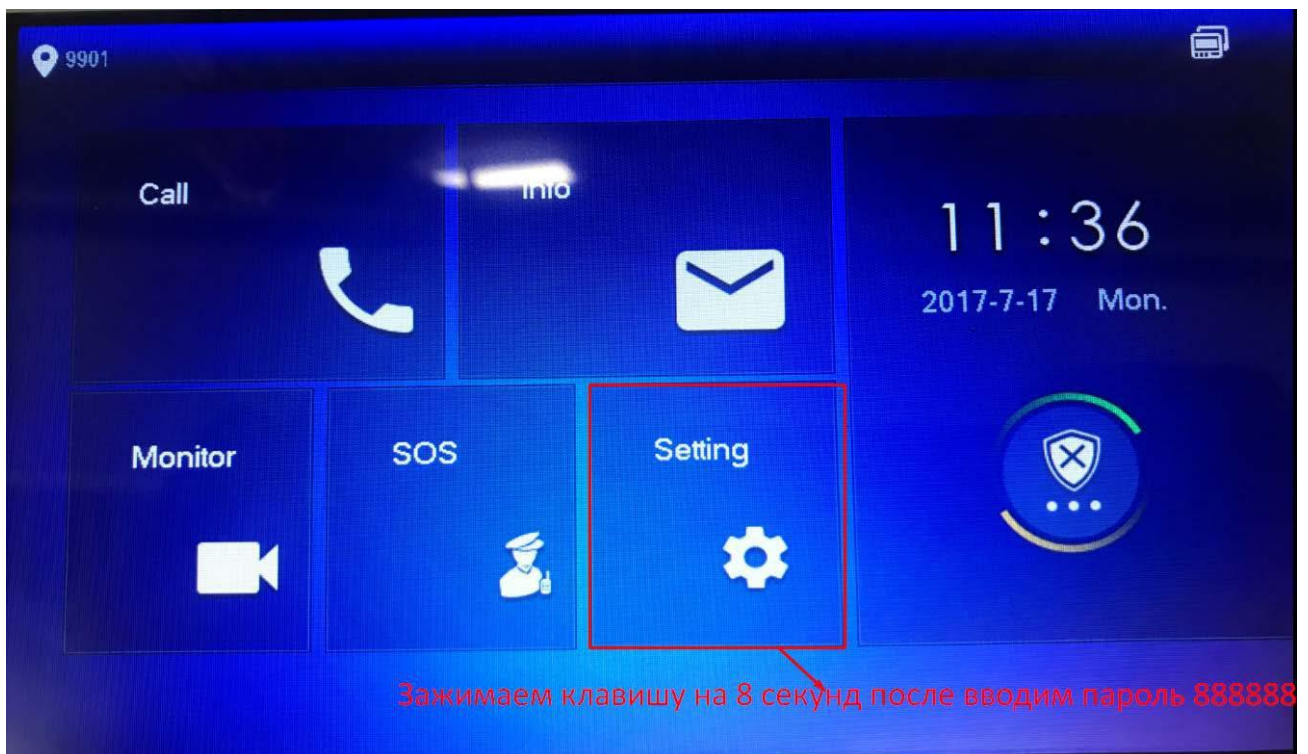 9901
Call
Info
11:36
2017-7-17 Mon.
Monitor
SOS
Setting
Зажимаем клавишу на 8 секунд после вводим пароль 888888